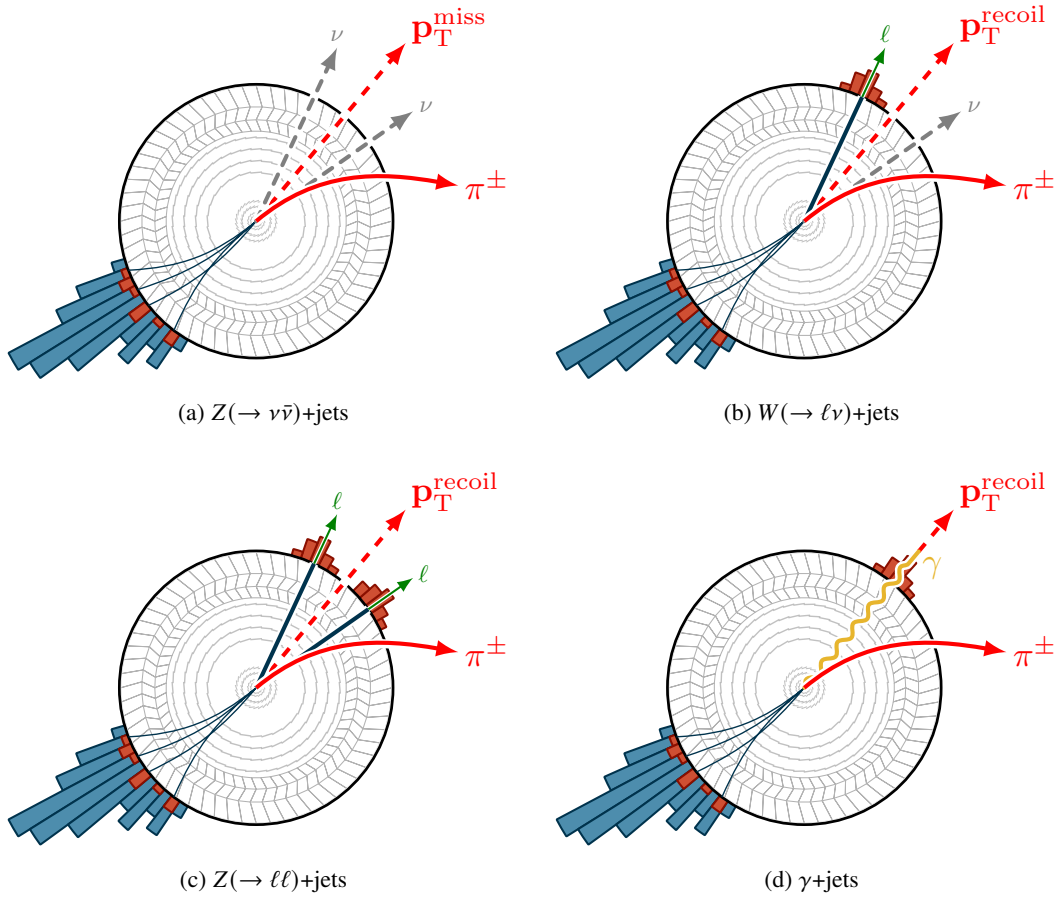 p_T^miss
ν
ν
π±
(a) Z(→ νν̄)+jets
p_T^recoil
ℓ
ν
π±
(b) W(→ ℓν)+jets
p_T^recoil
ℓ
ℓ
π±
(c) Z(→ ℓℓ)+jets
p_T^recoil
γ
π±
(d) γ+jets